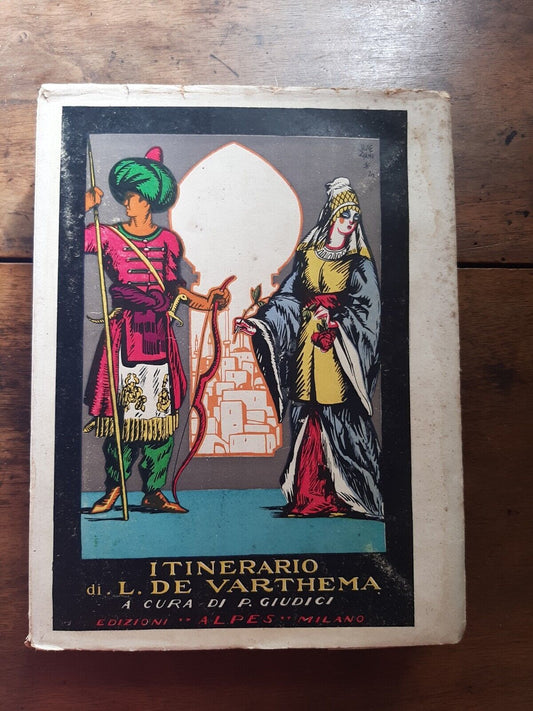 ITINERARIO
di. L. DE VARTHEMA
A CURA DI P. GIUDICI
EDIZIONI "ALPES" MILANO